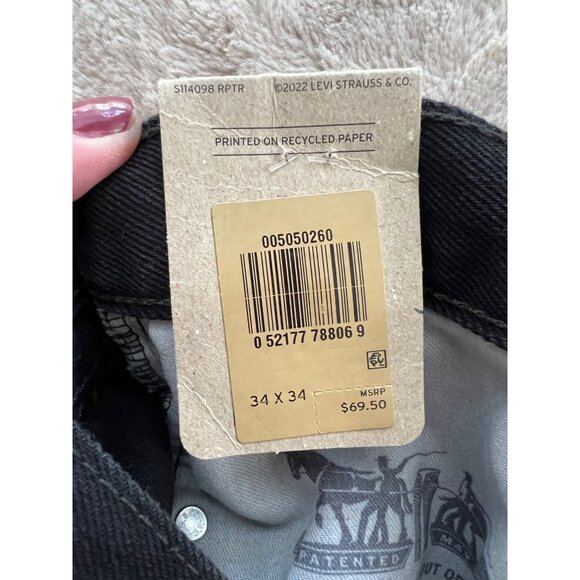 S114098 RPTR ©2022 LEVI STRAUSS & CO.
PRINTED ON RECYCLED PAPER
005050260
0 52177 78806 9
34 X 34
MSRP
$69.50
PATENTED
OUT